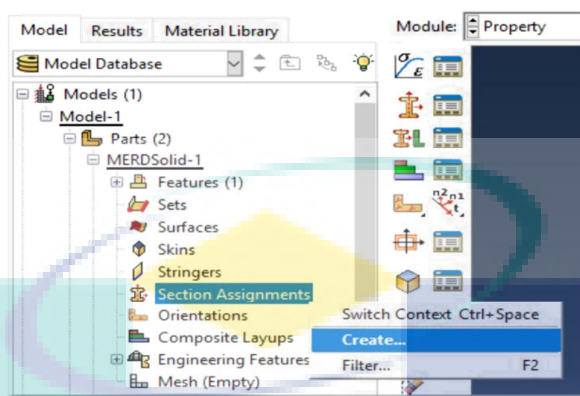 Model Results Material Library Module: Property
Model Database
Models (1)
Model-1
Parts (2)
MERDSolid-1
Features (1)
Sets
Surfaces
Skins
Stringers
Section Assignments
Orientations
Composite Layups
Engineering Features
Mesh (Empty)
Switch Context Ctrl+Space
Create...
Filter... F2
σ
ε
n2 n1
t